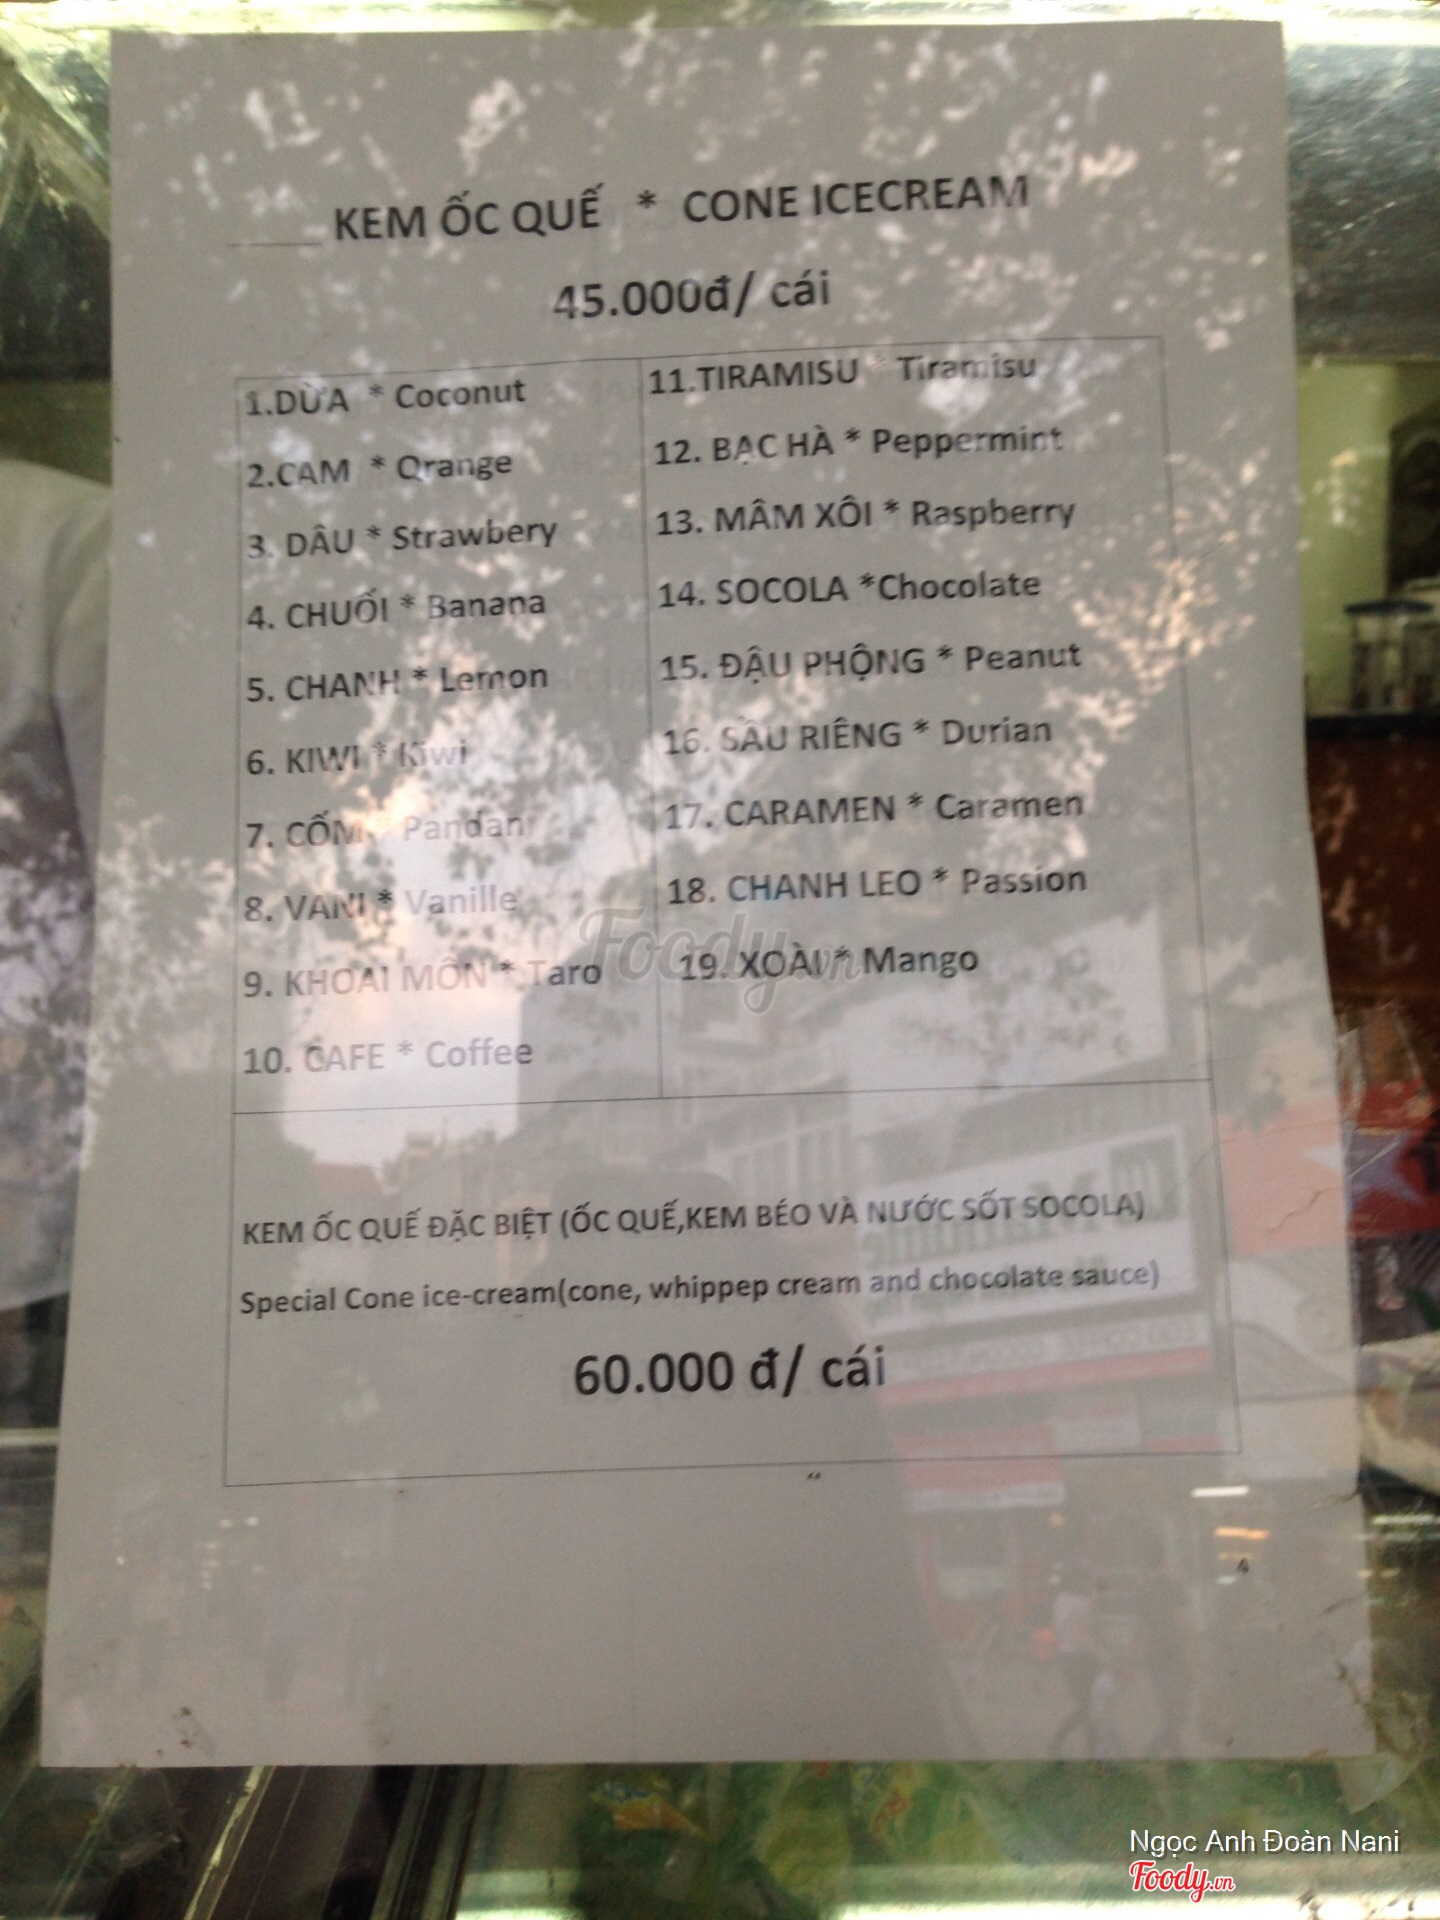 KEM ỐC QUẾ * CONE ICECREAM
45.000đ/ cái
1.DỪA * Coconut
2.CAM * Orange
3. DÂU * Strawbery
4. CHUỐI * Banana
5. CHANH * Lemon
6. KIWI * Kiwi
7. CỐM * Pandan
8. VANI * Vanille
9. KHOAI MÔN * Taro
10. CAFE * Coffee
11.TIRAMISU * Tiramisu
12. BẠC HÀ * Peppermint
13. MÂM XÔI * Raspberry
14. SOCOLA *Chocolate
15. ĐẬU PHỘNG * Peanut
16. SẦU RIÊNG * Durian
17. CARAMEN * Caramen
18. CHANH LEO * Passion
19. XOÀI * Mango
KEM ỐC QUẾ ĐẶC BIỆT (ỐC QUẾ,KEM BÉO VÀ NƯỚC SỐT SOCOLA)
Special Cone ice-cream(cone, whippep cream and chocolate sauce)
60.000 đ/ cái
4
Foody.vn
Ngọc Anh Đoàn Nani
Foody.vn